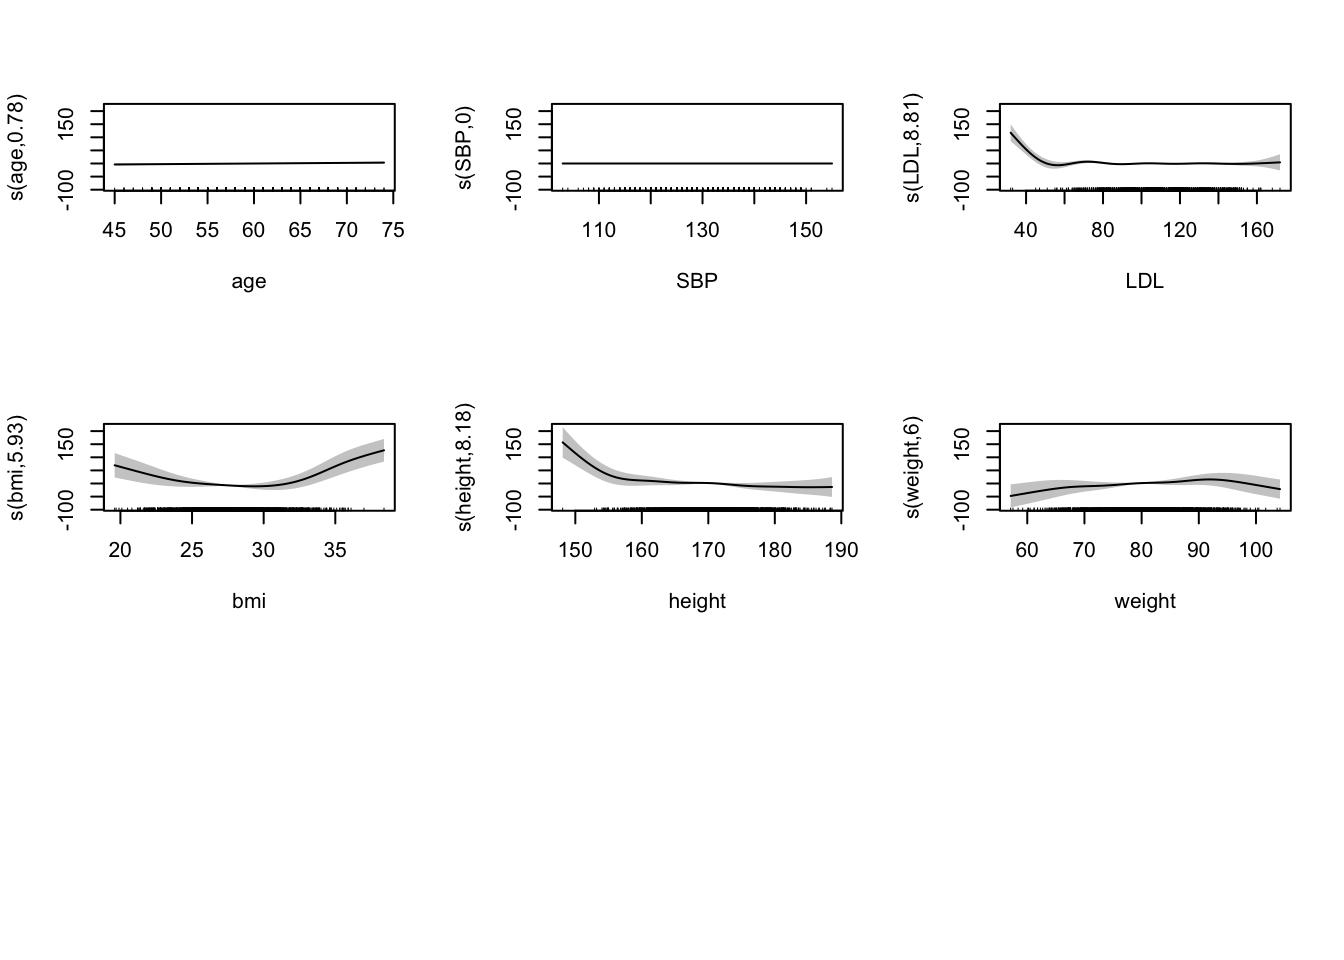 s(age,0.78)
150
-100
45 50 55 60 65 70 75
age
s(SBP,0)
150
-100
110 130 150
SBP
s(LDL,8.81)
150
-100
40 80 120 160
LDL
s(bmi,5.93)
150
-100
20 25 30 35
bmi
s(height,8.18)
150
-100
150 160 170 180 190
height
s(weight,6)
150
-100
60 70 80 90 100
weight